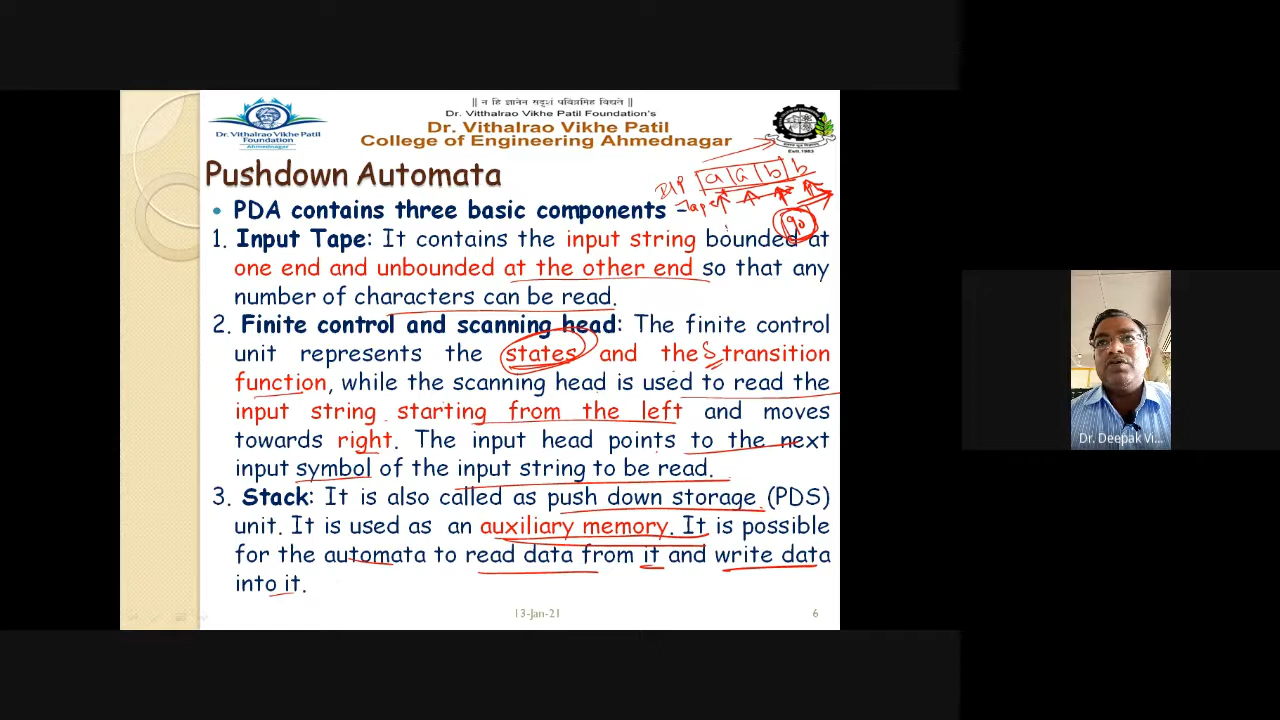 || न हि ज्ञानेन सदृशं पवित्रमिह विद्यते ||
Dr. Vitthalrao Vikhe Patil Foundation's
Dr. Vithalrao Vikhe Patil
College of Engineering Ahmednagar
Dr. Vithalrao Vikhe Patil
Foundation
Ahmednagar
Estd.1983
Pushdown Automata
I/P a a b b
Tape
q0
• PDA contains three basic components –
1. Input Tape: It contains the input string bounded at
one end and unbounded at the other end so that any
number of characters can be read.
2. Finite control and scanning head: The finite control
unit represents the states and the δ transition
function, while the scanning head is used to read the
input string starting from the left and moves
towards right. The input head points to the next
input symbol of the input string to be read.
3. Stack: It is also called as push down storage (PDS)
unit. It is used as an auxiliary memory. It is possible
for the automata to read data from it and write data
into it.
13-Jan-21
6
Dr. Deepak Vi...